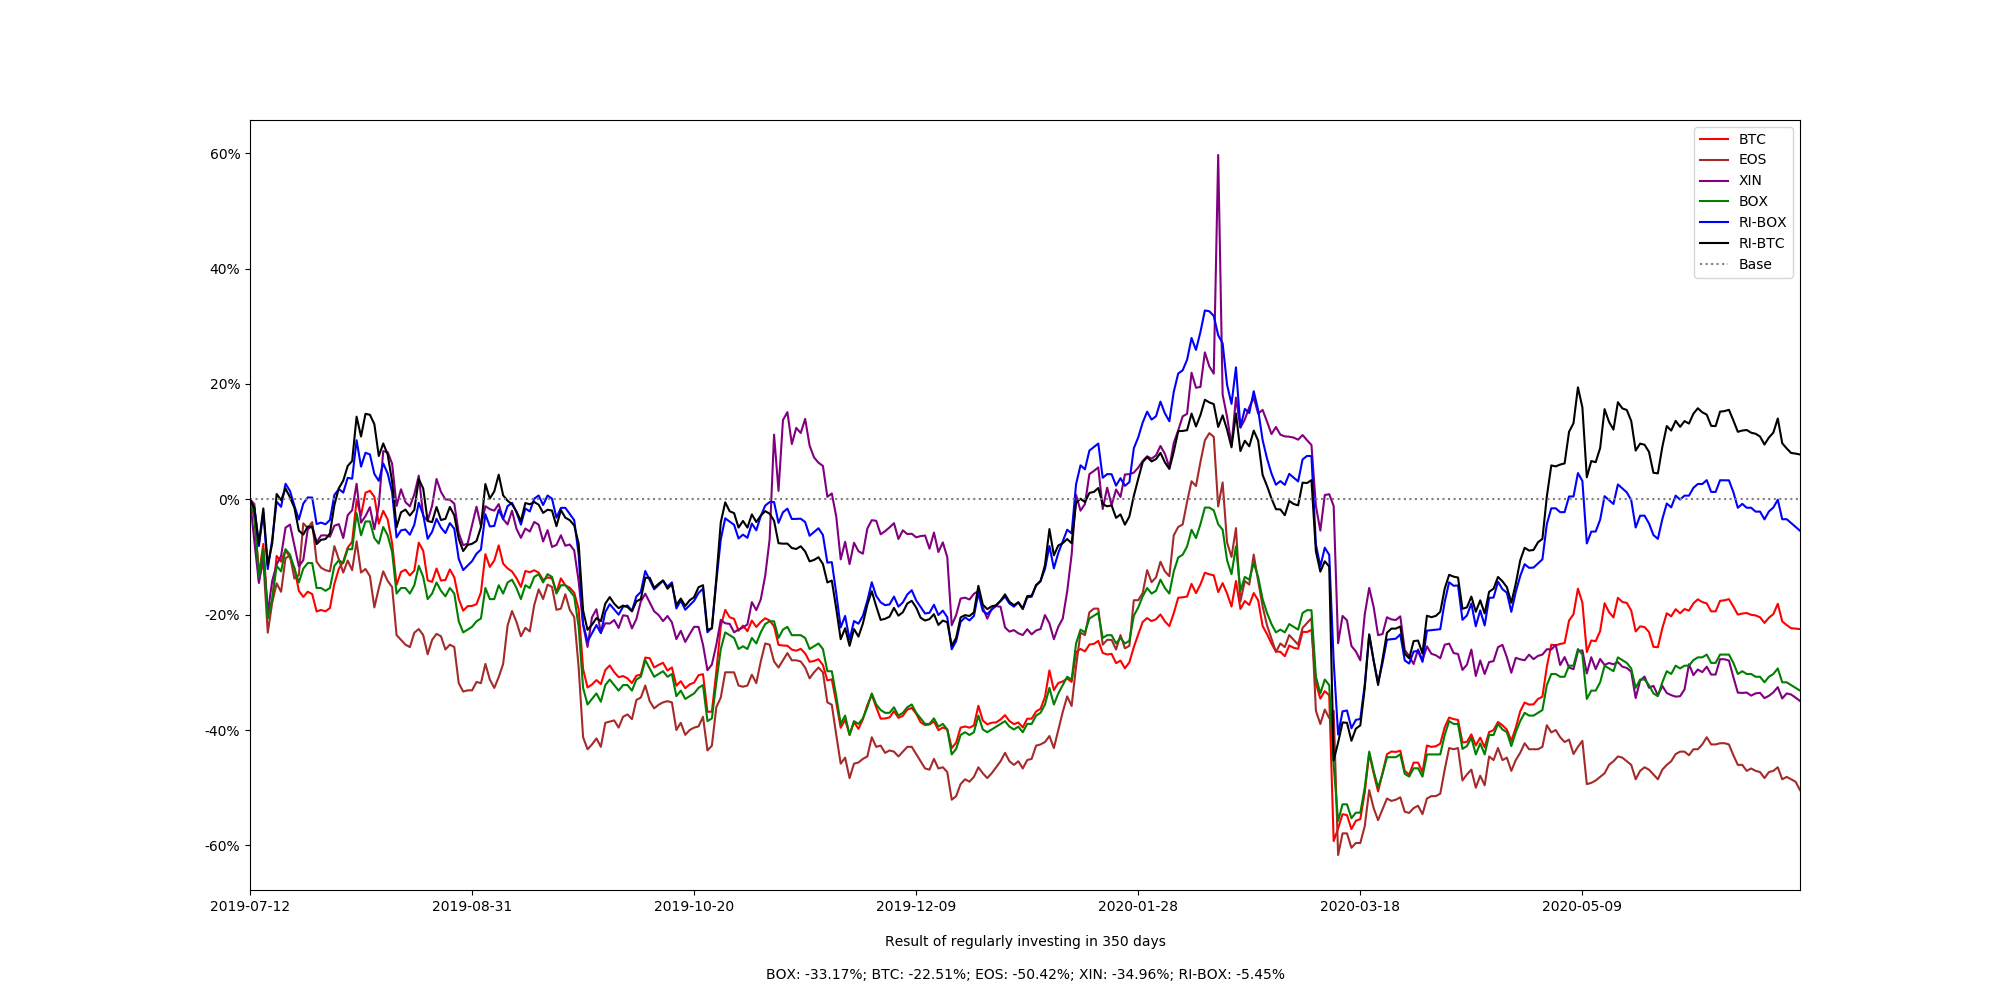 60%
40%
20%
0%
-20%
-40%
-60%
BTC
EOS
XIN
BOX
RI-BOX
RI-BTC
Base
2019-07-12 2019-08-31 2019-10-20 2019-12-09 2020-01-28 2020-03-18 2020-05-09
Result of regularly investing in 350 days
BOX: -33.17%; BTC: -22.51%; EOS: -50.42%; XIN: -34.96%; RI-BOX: -5.45%